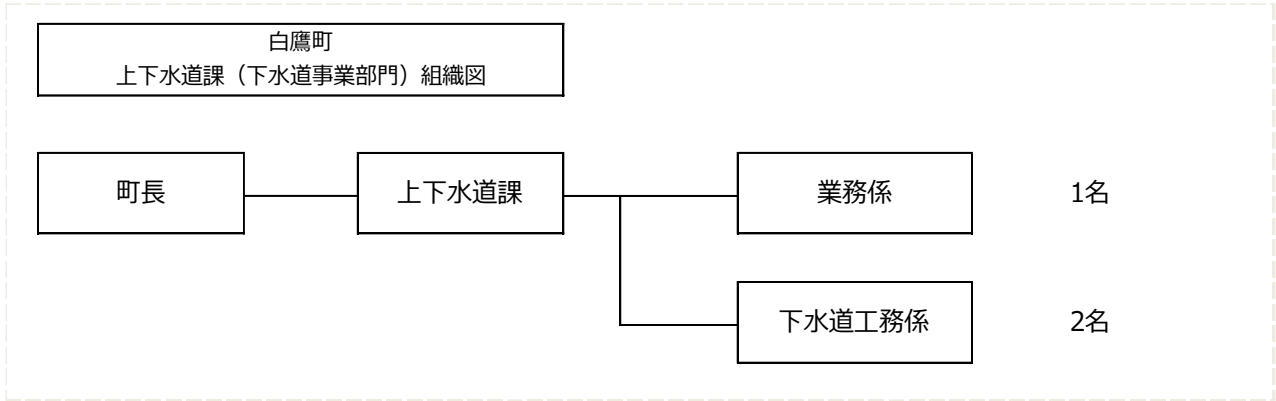 白鷹町
上下水道課（下水道事業部門）組織図
町長
上下水道課
業務係
1名
下水道工務係
2名